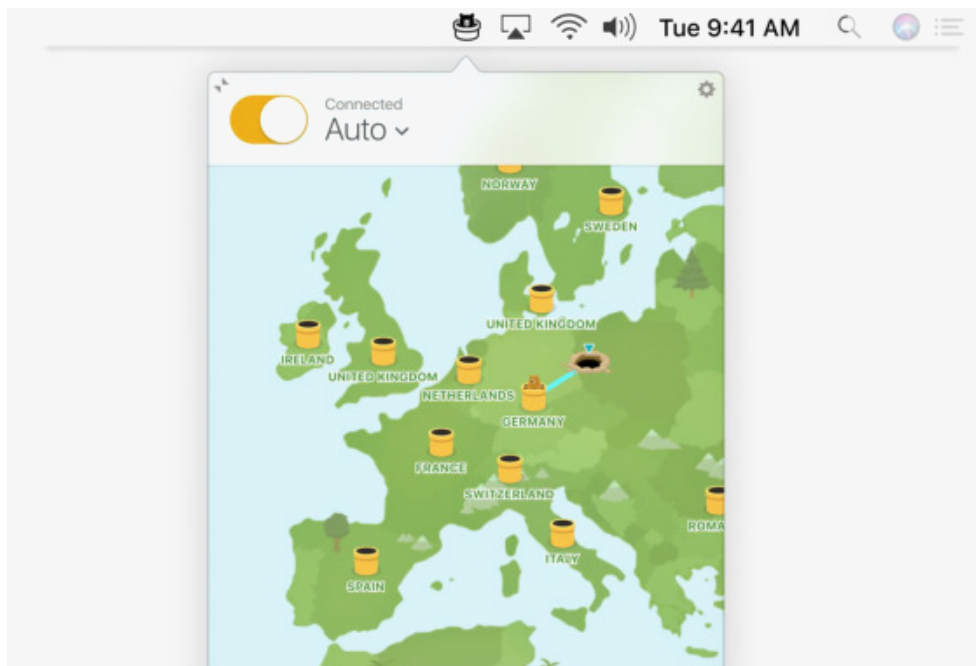 Tue 9:41 AM
Connected
Auto
NORWAY
SWEDEN
UNITED KINGDOM
IRELAND
UNITED KINGDOM
NETHERLANDS
GERMANY
FRANCE
SWITZERLAND
ROMA
ITALY
SPAIN